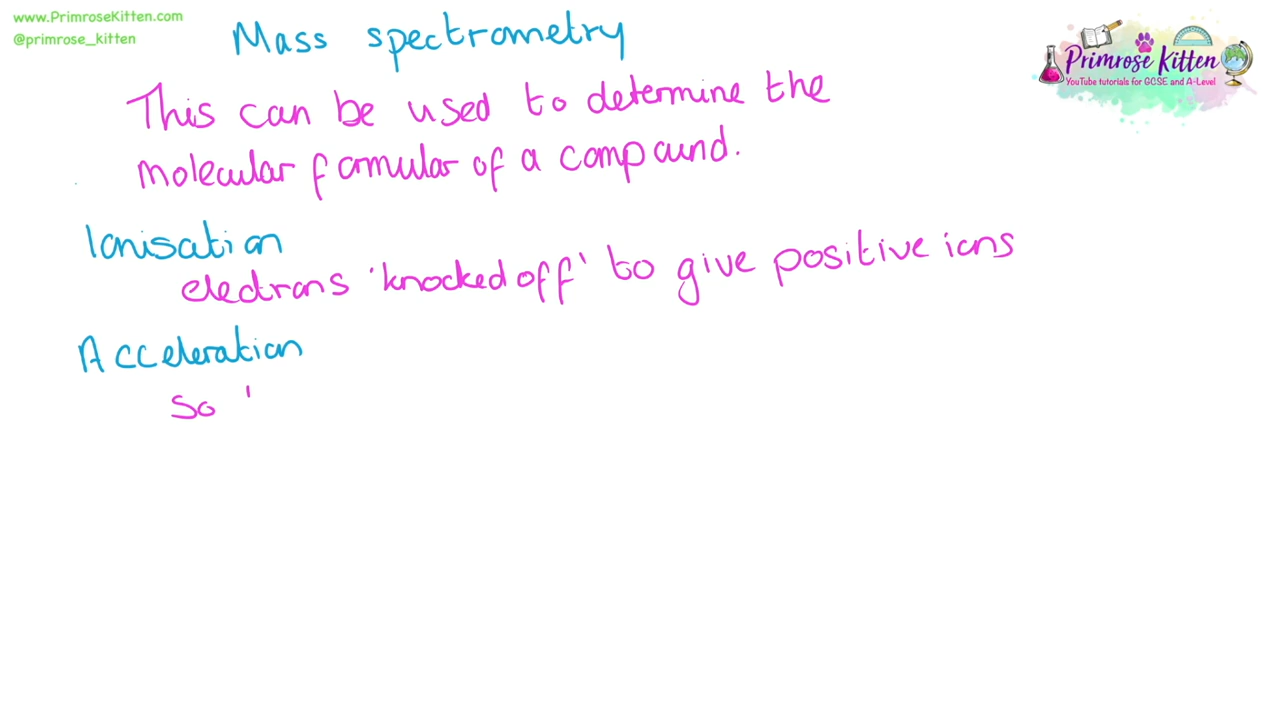 www.PrimroseKitten.com
@primrose_kitten
Mass spectrometry
Primrose Kitten
YouTube tutorials for GCSE and A-Level
This can be used to determine the
molecular formular of a compound.
Ionisation
electrons 'knocked off' to give positive ions
Acceleration
so